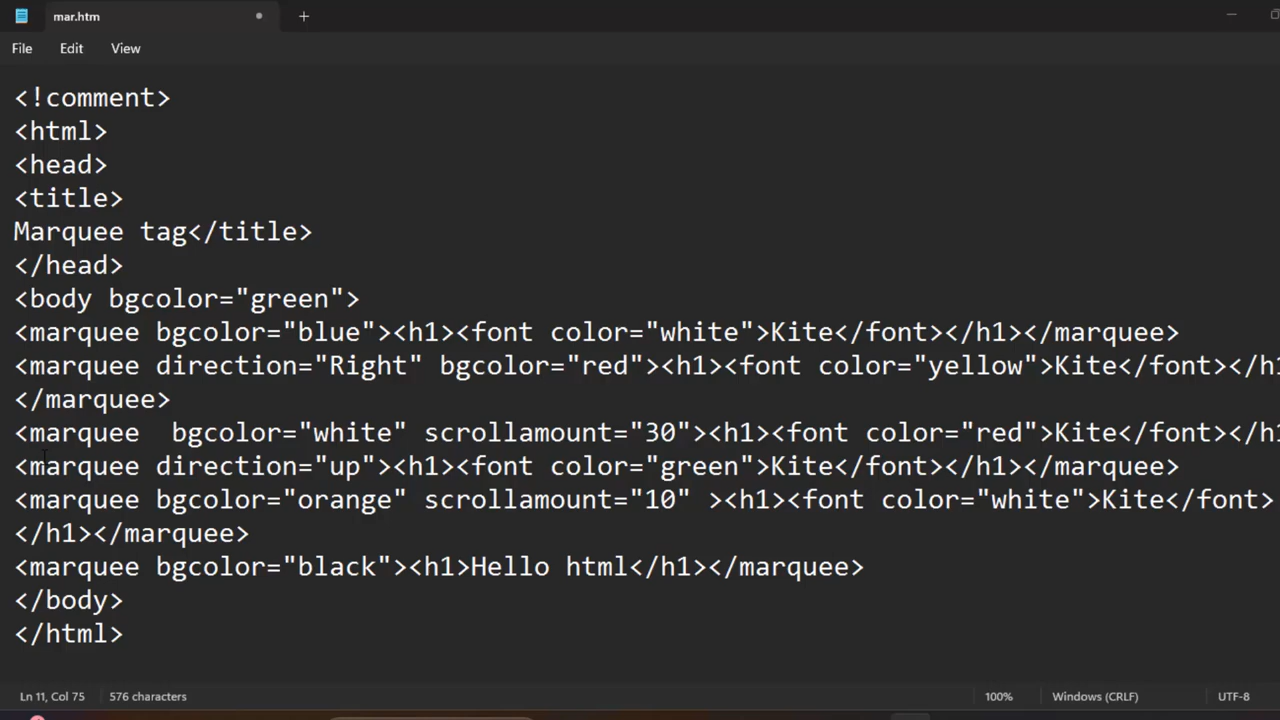 mar.htm
File Edit View
<!comment>
<html>
<head>
<title>
Marquee tag</title>
</head>
<body bgcolor="green">
<marquee bgcolor="blue"><h1><font color="white">Kite</font></h1></marquee>
<marquee direction="Right" bgcolor="red"><h1><font color="yellow">Kite</font></h1
</marquee>
<marquee  bgcolor="white" scrollamount="30"><h1><font color="red">Kite</font></h1
<marquee direction="up"><h1><font color="green">Kite</font></h1></marquee>
<marquee bgcolor="orange" scrollamount="10" ><h1><font color="white">Kite</font>
</h1></marquee>
<marquee bgcolor="black"><h1>Hello html</h1></marquee>
</body>
</html>
Ln 11, Col 75 576 characters 100% Windows (CRLF) UTF-8